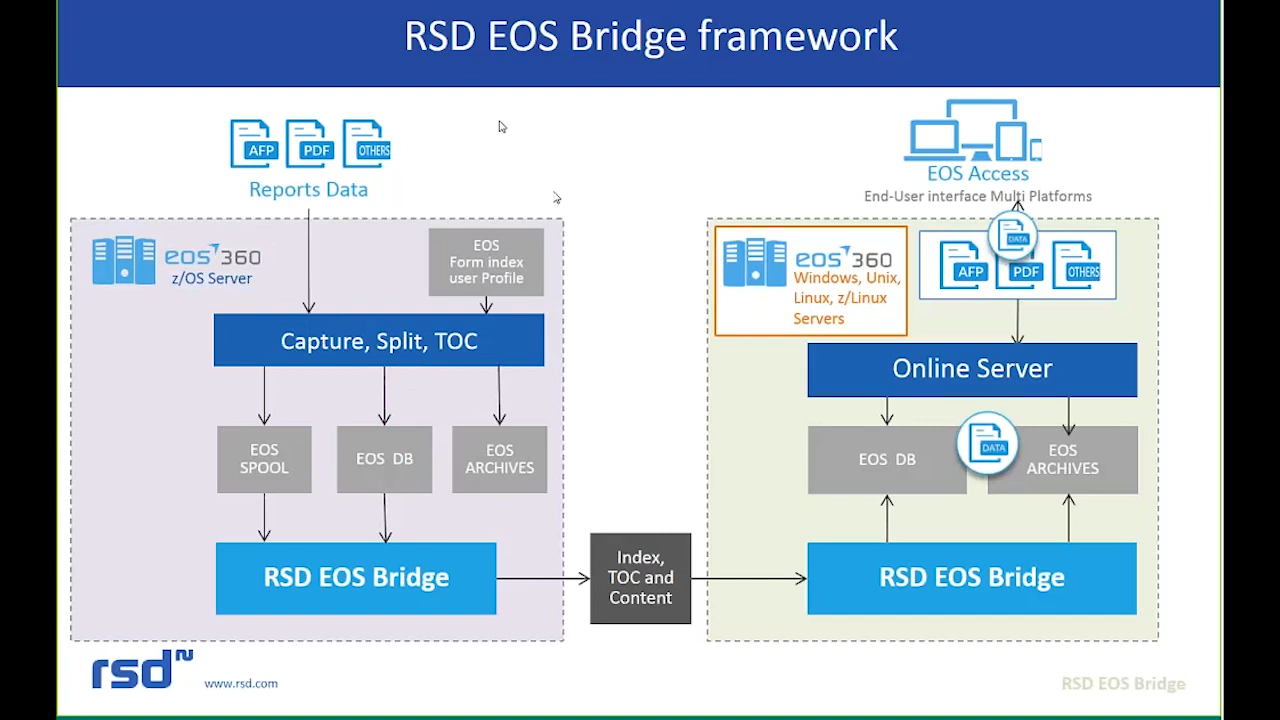 RSD EOS Bridge framework
AFP
PDF
OTHERS
Reports Data
eos 360
z/OS Server
EOS
Form index
user Profile
Capture, Split, TOC
EOS
SPOOL
EOS DB
EOS
ARCHIVES
RSD EOS Bridge
Index,
TOC and
Content
EOS Access
End-User interface Multi Platforms
eos 360
Windows, Unix,
Linux, z/Linux
Servers
DATA
AFP
PDF
OTHERS
Online Server
EOS DB
DATA
EOS
ARCHIVES
RSD EOS Bridge
rsd
www.rsd.com
RSD EOS Bridge